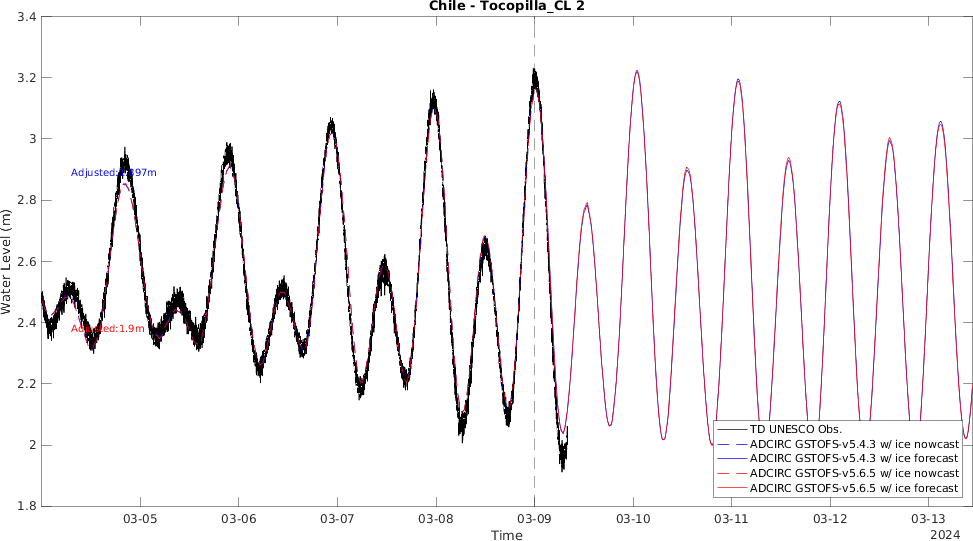 Chile - Tocopilla_CL 2
Water Level (m)
3.4
3.2
3
2.8
2.6
2.4
2.2
2
1.8
Adjusted:
Adjusted:1.9m
TD UNESCO Obs.
ADCIRC GSTOFS-v5.4.3 w/ ice nowcast
ADCIRC GSTOFS-v5.4.3 w/ ice forecast
ADCIRC GSTOFS-v5.6.5 w/ ice nowcast
ADCIRC GSTOFS-v5.6.5 w/ ice forecast
03-05 03-06 03-07 03-08 03-09 03-10 03-11 03-12 03-13
Time
2024